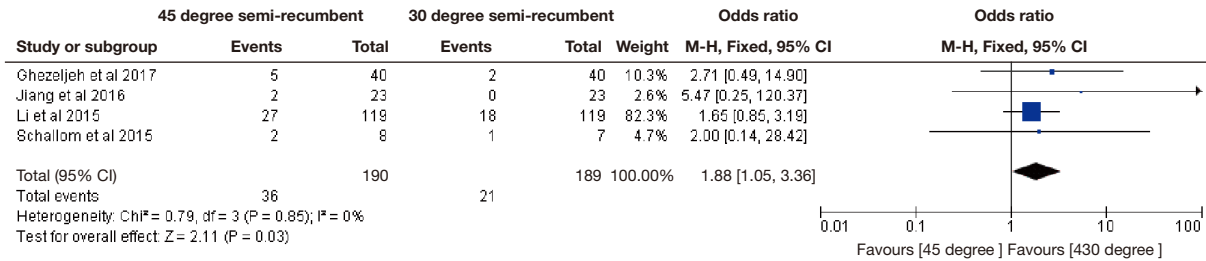 45 degree semi-recumbent 30 degree semi-recumbent Odds ratio Odds ratio
Study or subgroup Events Total Events Total Weight M-H, Fixed, 95% CI M-H, Fixed, 95% CI
Ghezeljeh et al 2017 5 40 2 40 10.3% 2.71 [0.49, 14.90]
Jiang et al 2016 2 23 0 23 2.6% 5.47 [0.25, 120.37]
Li et al 2015 27 119 18 119 82.3% 1.65 [0.85, 3.19]
Schallom et al 2015 2 8 1 7 4.7% 2.00 [0.14, 28.42]
Total (95% CI) 190 189 100.00% 1.88 [1.05, 3.36]
Total events 36 21
Heterogeneity: Chi² = 0.79, df = 3 (P = 0.85); I² = 0%
Test for overall effect: Z = 2.11 (P = 0.03)
0.01 0.1 1 10 100
Favours [45 degree ] Favours [430 degree ]